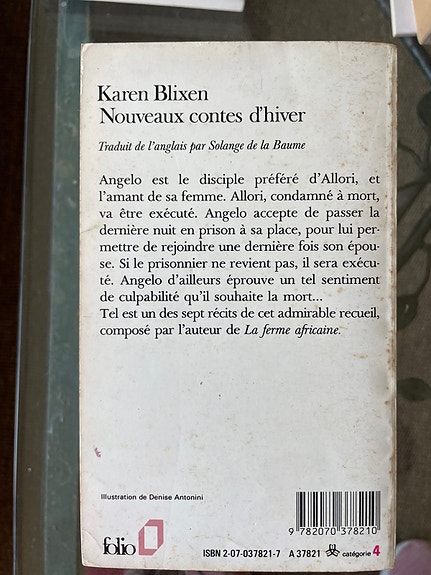 Karen Blixen
Nouveaux contes d'hiver
Traduit de l'anglais par Solange de la Baume
Angelo est le disciple préféré d'Allori, et
l'amant de sa femme. Allori, condamné à mort,
va être exécuté. Angelo accepte de passer la
dernière nuit en prison à sa place, pour lui per-
mettre de rejoindre une dernière fois son épou-
se. Si le prisonnier ne revient pas, il sera exécu-
té. Angelo d'ailleurs éprouve un tel sentiment
de culpabilité qu'il souhaite la mort...
Tel est un des sept récits de cet admirable recueil,
composé par l'auteur de La ferme africaine.
Illustration de Denise Antonini
9 782070 378210
folio
ISBN 2-07-037821-7 A 37821 catégorie 4